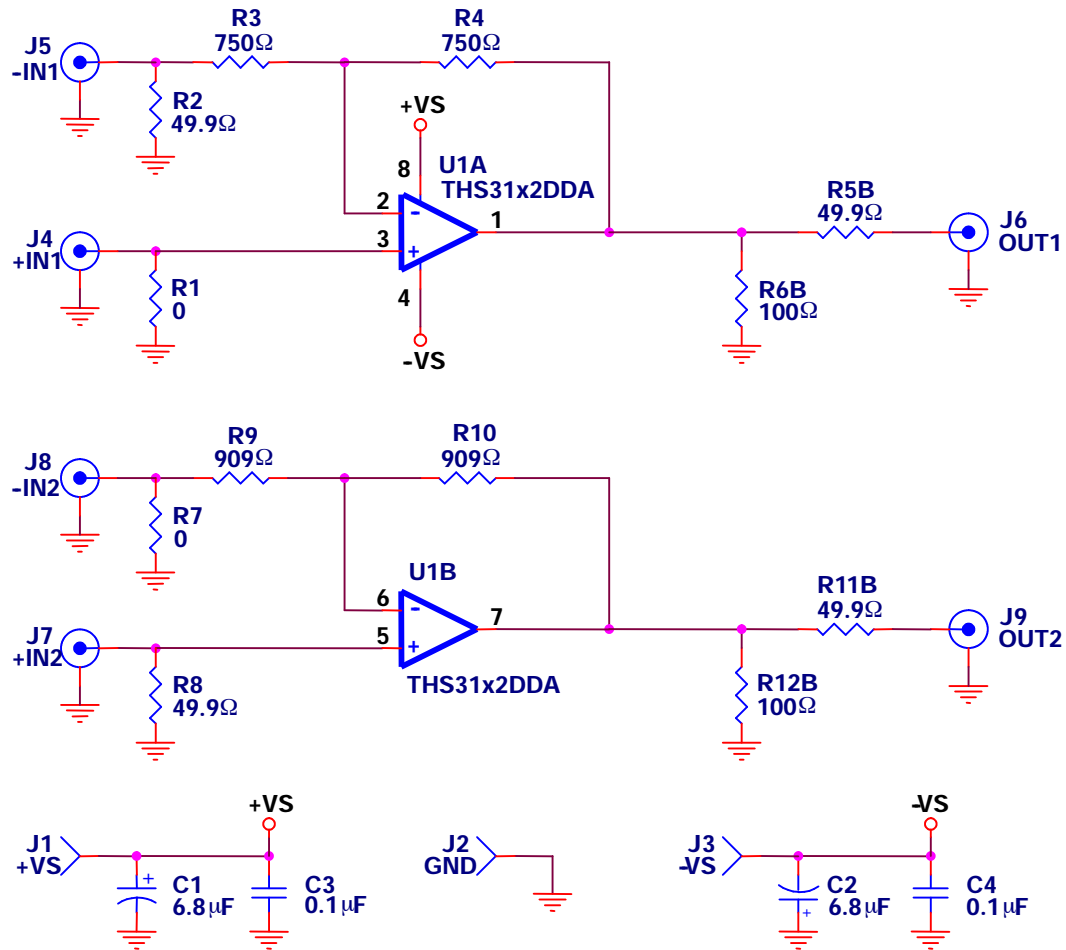 J5
-IN1
R3
750Ω
R4
750Ω
R2
49.9Ω
+VS
8
U1A
THS31x2DDA
2
-
1
3
+
4
-VS
J4
+IN1
R1
0
R5B
49.9Ω
J6
OUT1
R6B
100Ω
J8
-IN2
R9
909Ω
R10
909Ω
R7
0
U1B
6
-
7
5
+
THS31x2DDA
J7
+IN2
R8
49.9Ω
R11B
49.9Ω
J9
OUT2
R12B
100Ω
J1
+VS
+VS
+
C1
6.8μF
C3
0.1μF
J2
GND
J3
-VS
-VS
C2
6.8μF
+
C4
0.1μF